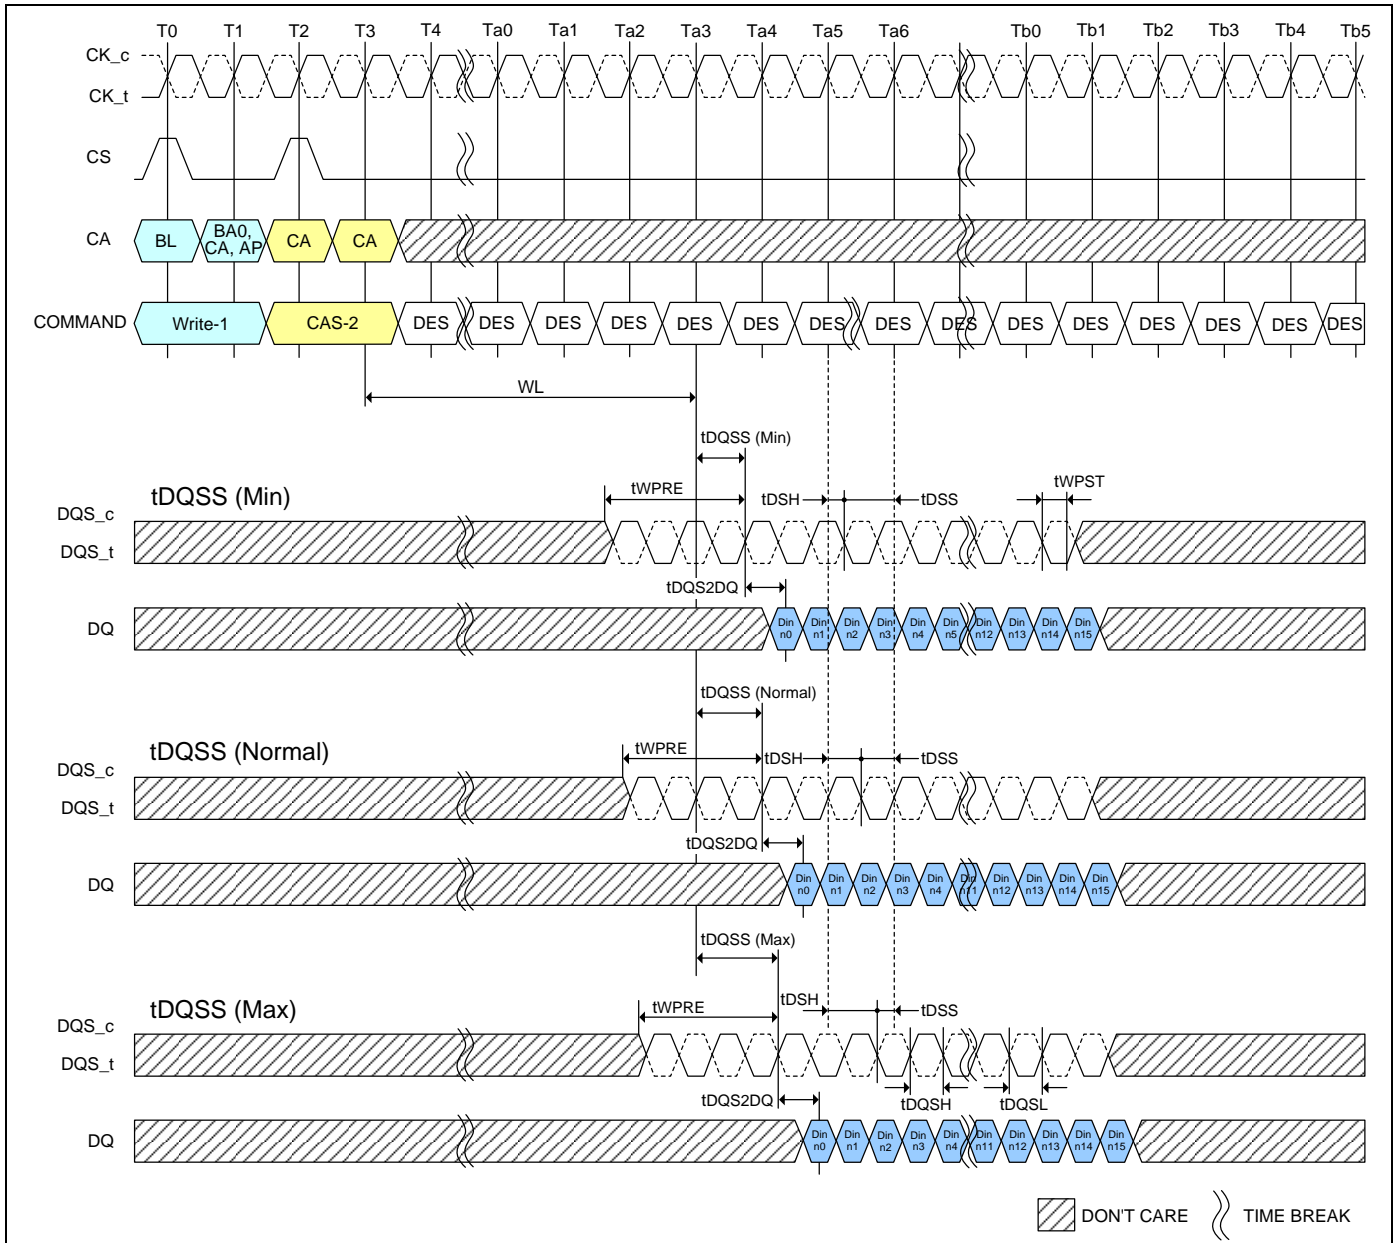 T0 T1 T2 T3 T4 Ta0 Ta1 Ta2 Ta3 Ta4 Ta5 Ta6 Tb0 Tb1 Tb2 Tb3 Tb4 Tb5
CK_c
CK_t
CS
CA BL BA0, CA, AP CA CA
COMMAND Write-1 CAS-2 DES DES DES DES DES DES DES DES DES DES DES DES DES DES DES
WL
tDQSS (Min)
tDQSS (Min) tWPRE tDSH tDSS tWPST
DQS_c
DQS_t
tDQS2DQ
DQ Din n0 Din n1 Din n2 Din n3 Din n4 Din n5 Din n12 Din n13 Din n14 Din n15
tDQSS (Normal)
tDQSS (Normal) tWPRE tDSH tDSS
DQS_c
DQS_t
tDQS2DQ
DQ Din n0 Din n1 Din n2 Din n3 Din n4 Din n11 Din n12 Din n13 Din n14 Din n15
tDQSS (Max)
tDQSS (Max) tWPRE tDSH tDSS
DQS_c
DQS_t
tDQS2DQ tDQSH tDQSL
DQ Din n0 Din n1 Din n2 Din n3 Din n4 Din n11 Din n12 Din n13 Din n14 Din n15
DON'T CARE TIME BREAK